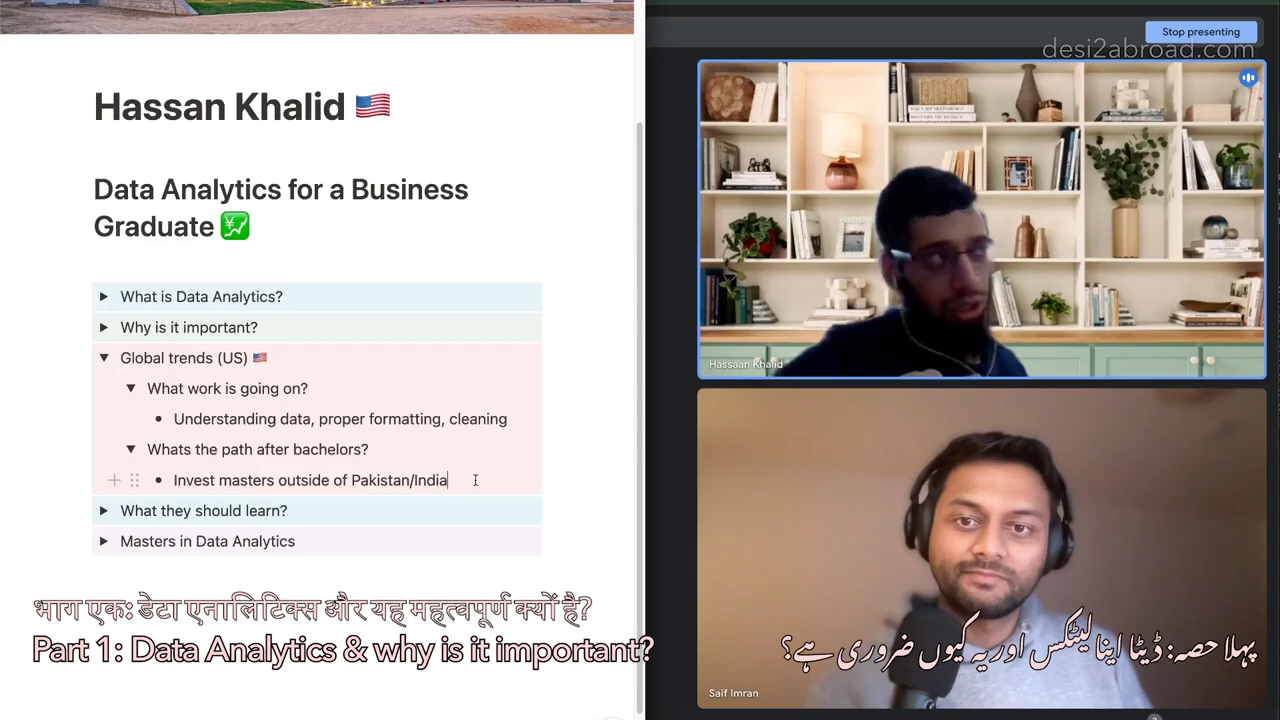 Stop presenting
desi2abroad.com
Hassan Khalid
Data Analytics for a Business
Graduate
What is Data Analytics?
Why is it important?
Global trends (US)
What work is going on?
Understanding data, proper formatting, cleaning
Whats the path after bachelors?
Invest masters outside of Pakistan/India
What they should learn?
Masters in Data Analytics
Hassaan Khalid
भाग एक: डेटा एनालिटिक्स और यह महत्वपूर्ण क्यों है?
Part 1: Data Analytics & why is it important?
پہلا حصہ: ڈیٹا اینا لیٹکس اور یہ کیوں ضروری ہے؟
Saif Imran